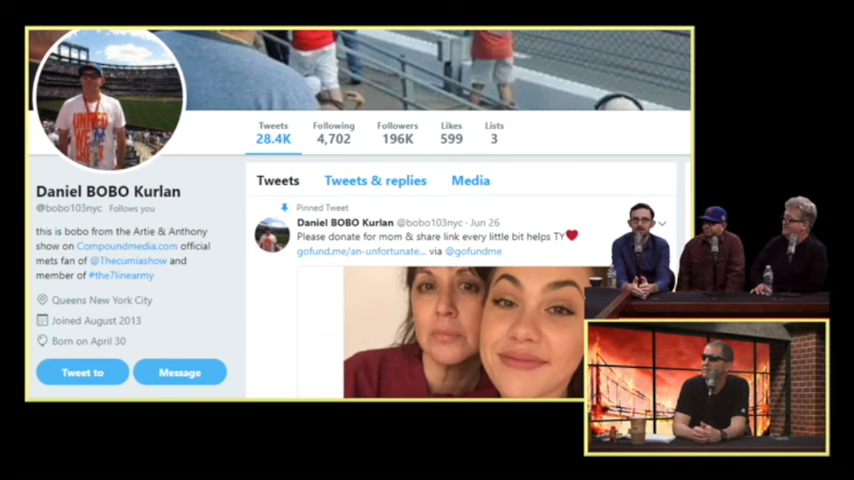 Tweets Following Followers Likes Lists
28.4K 4,702 196K 599 3
Daniel BOBO Kurlan
@bobo103nyc Follows you
this is bobo from the Artie & Anthony
show on Compoundmedia.com official
mets fan of @Thecumiashow and
member of #the7linearmy
Queens New York City
Joined August 2013
Born on April 30
Tweet to Message
Tweets Tweets & replies Media
Pinned Tweet
Daniel BOBO Kurlan @bobo103nyc · Jun 26
Please donate for mom & share link every little bit helps TY❤
gofund.me/an-unfortunate... via @gofundme